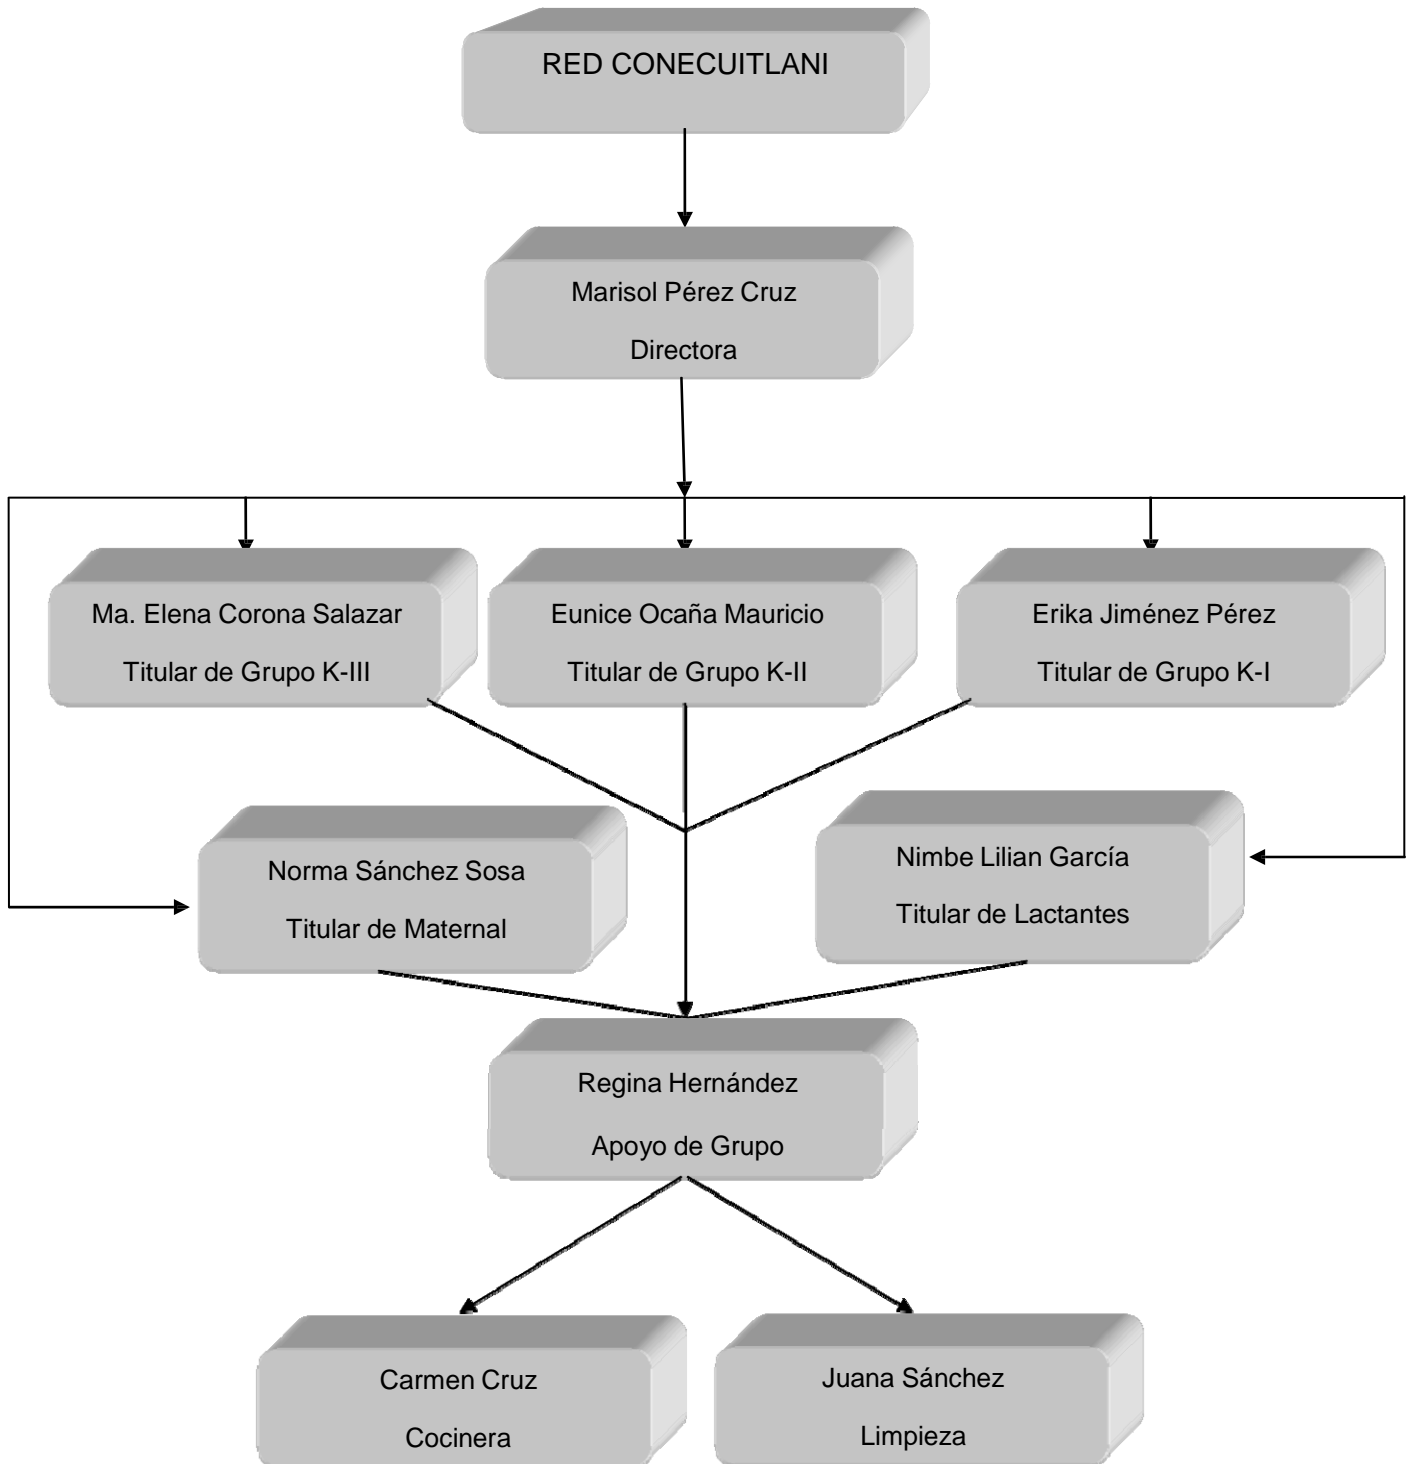 RED CONECUITLANI
Marisol Pérez Cruz
Directora
Ma. Elena Corona Salazar
Titular de Grupo K-III
Eunice Ocaña Mauricio
Titular de Grupo K-II
Erika Jiménez Pérez
Titular de Grupo K-I
Norma Sánchez Sosa
Titular de Maternal
Nimbe Lilian García
Titular de Lactantes
Regina Hernández
Apoyo de Grupo
Carmen Cruz
Cocinera
Juana Sánchez
Limpieza